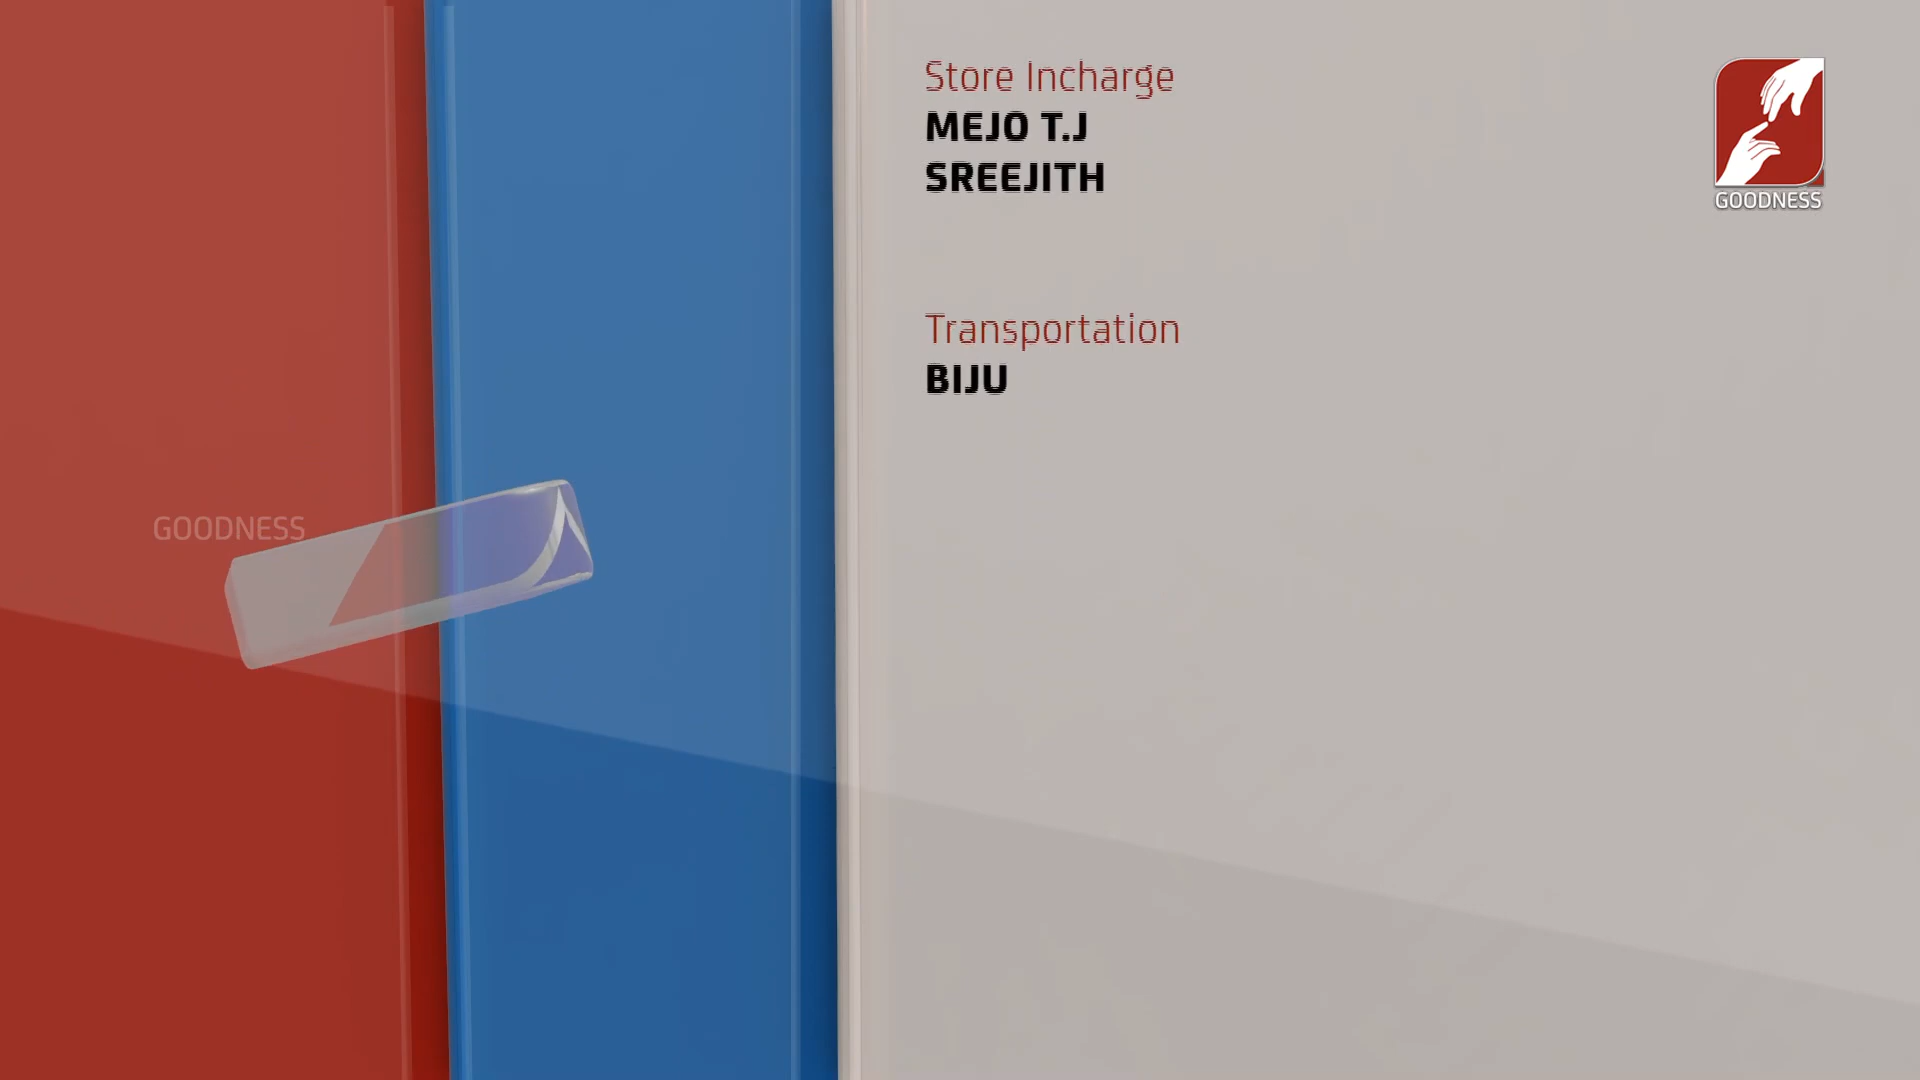 Store Incharge
MEJO T.J
SREEJITH
Transportation
BIJU
GOODNESS
GOODNESS